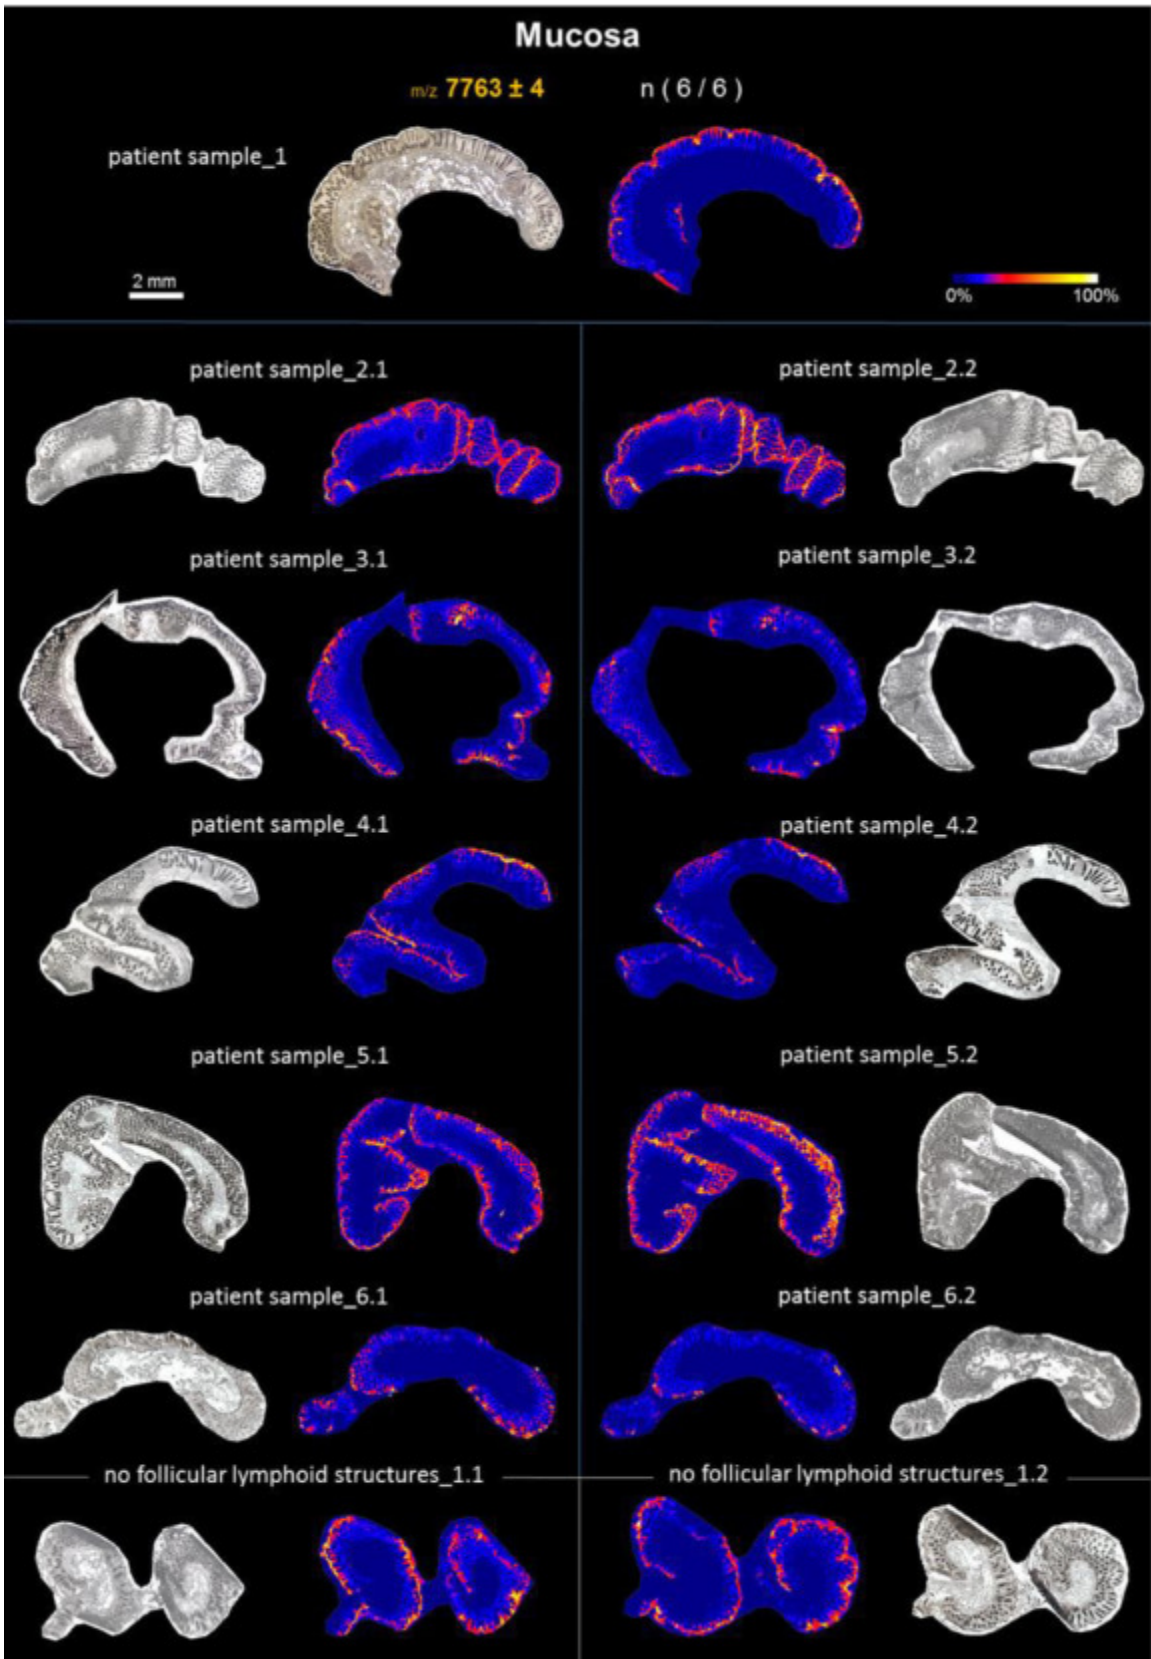 Mucosa
m/z 7763 ± 4 n ( 6 / 6 )
patient sample_1
2 mm
0% 100%
patient sample_2.1 patient sample_2.2
patient sample_3.1 patient sample_3.2
patient sample_4.1 patient sample_4.2
patient sample_5.1 patient sample_5.2
patient sample_6.1 patient sample_6.2
no follicular lymphoid structures_1.1 no follicular lymphoid structures_1.2